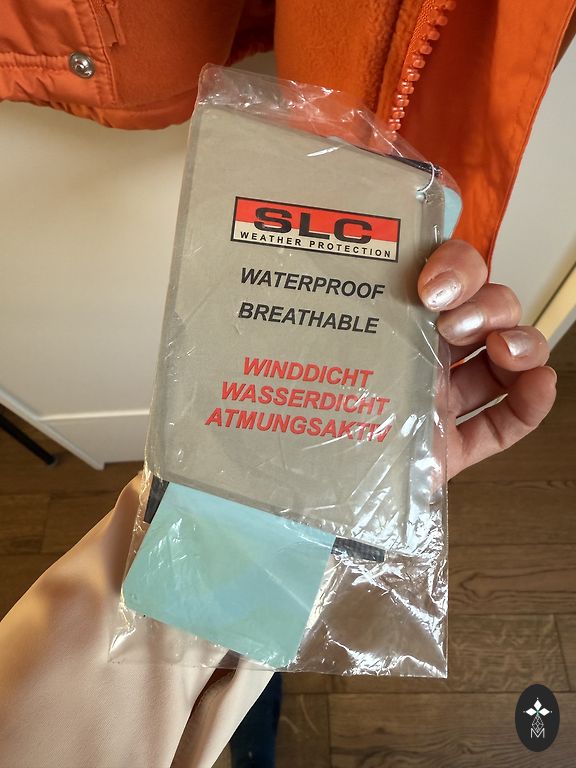 SLC
WEATHER PROTECTION
WATERPROOF
BREATHABLE
WINDDICHT
WASSERDICHT
ATMUNGSAKTIV
M